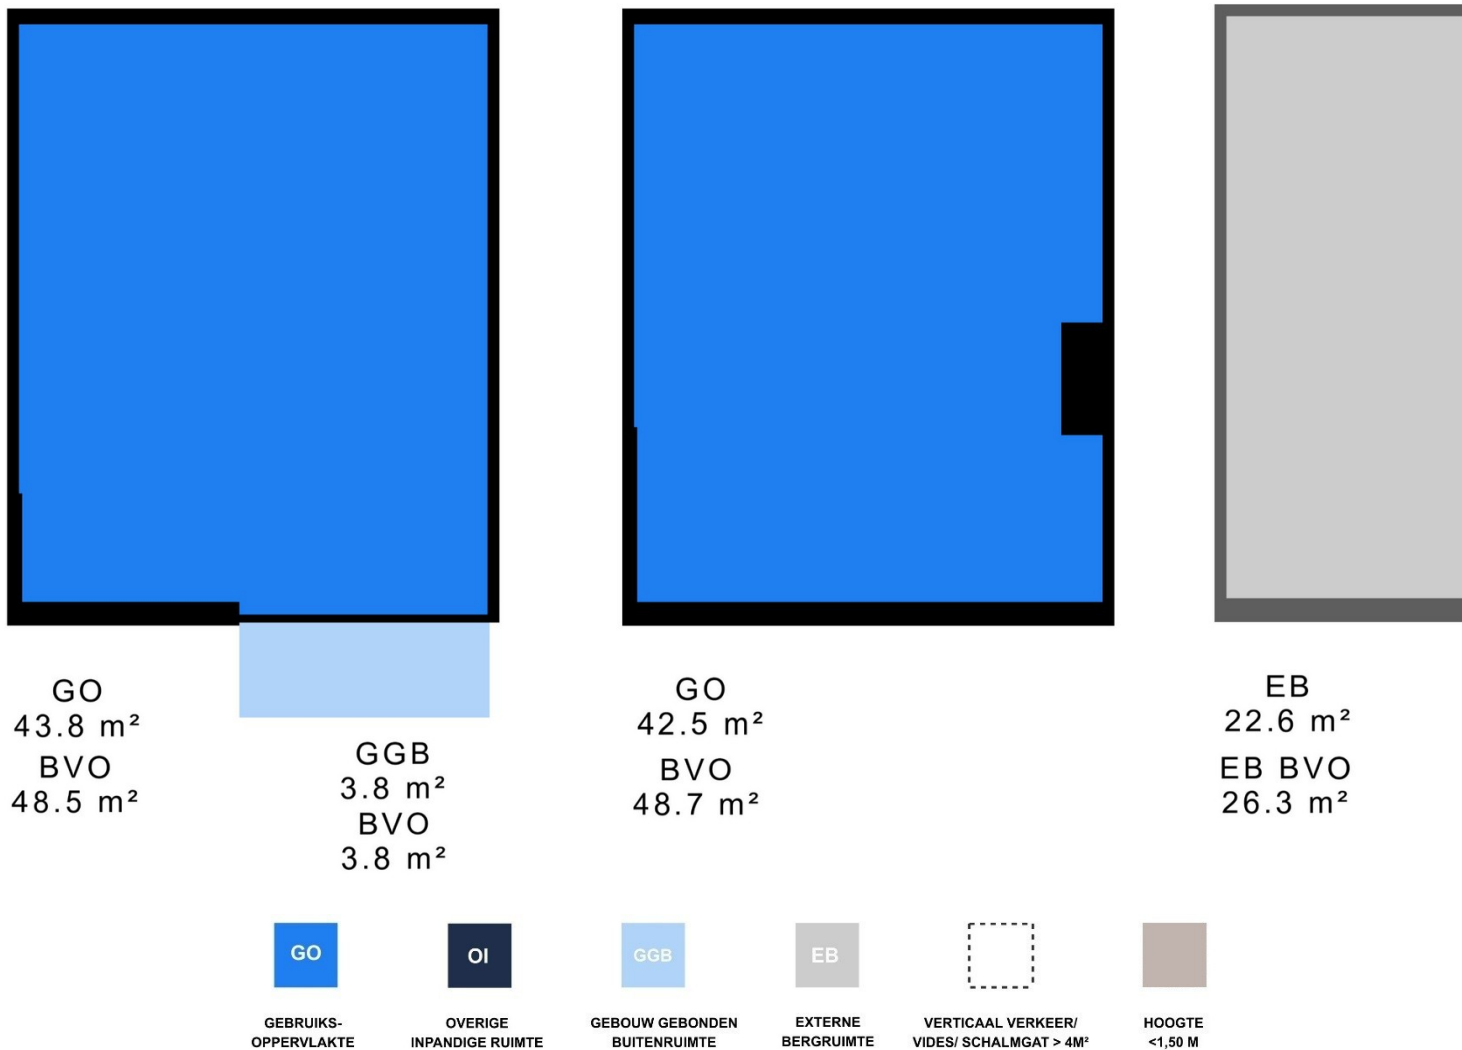 GO
43.8 m²
BVO
48.5 m²
GGB
3.8 m²
BVO
3.8 m²
GO
42.5 m²
BVO
48.7 m²
EB
22.6 m²
EB BVO
26.3 m²
GO
GEBRUIKS-
OPPERVLAKTE
OI
OVERIGE
INPANDIGE RUIMTE
GGB
GEBOUW GEBONDEN
BUITENRUIMTE
EB
EXTERNE
BERGRUIMTE
VERTICAAL VERKEER/
VIDES/ SCHALMGAT > 4M²
HOOGTE
<1,50 M